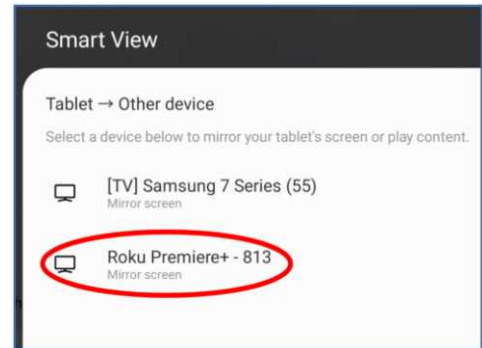 Smart View
Tablet → Other device
Select a device below to mirror your tablet's screen or play content.
[TV] Samsung 7 Series (55)
Mirror screen
Roku Premiere+ - 813
Mirror screen